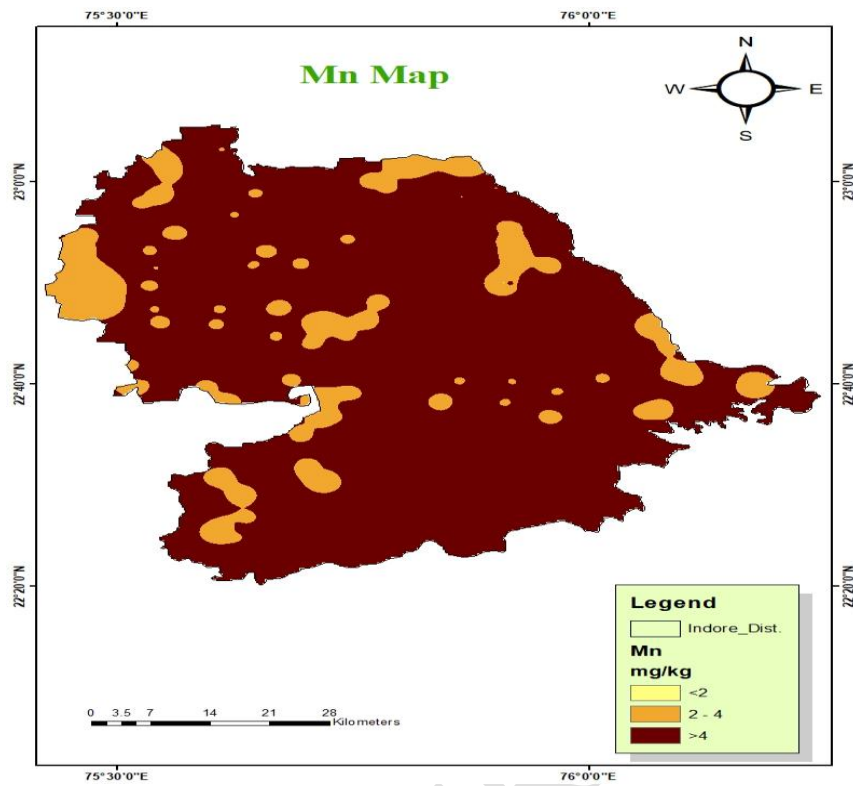 75°30'0"E 76°0'0"E
Mn Map
N
W E
S
23°0'0"N 23°0'0"N
22°40'0"N 22°40'0"N
22°20'0"N 22°20'0"N
Legend
Indore_Dist.
Mn
mg/kg
<2
2 - 4
>4
0 3.5 7 14 21 28
Kilometers
75°30'0"E 76°0'0"E